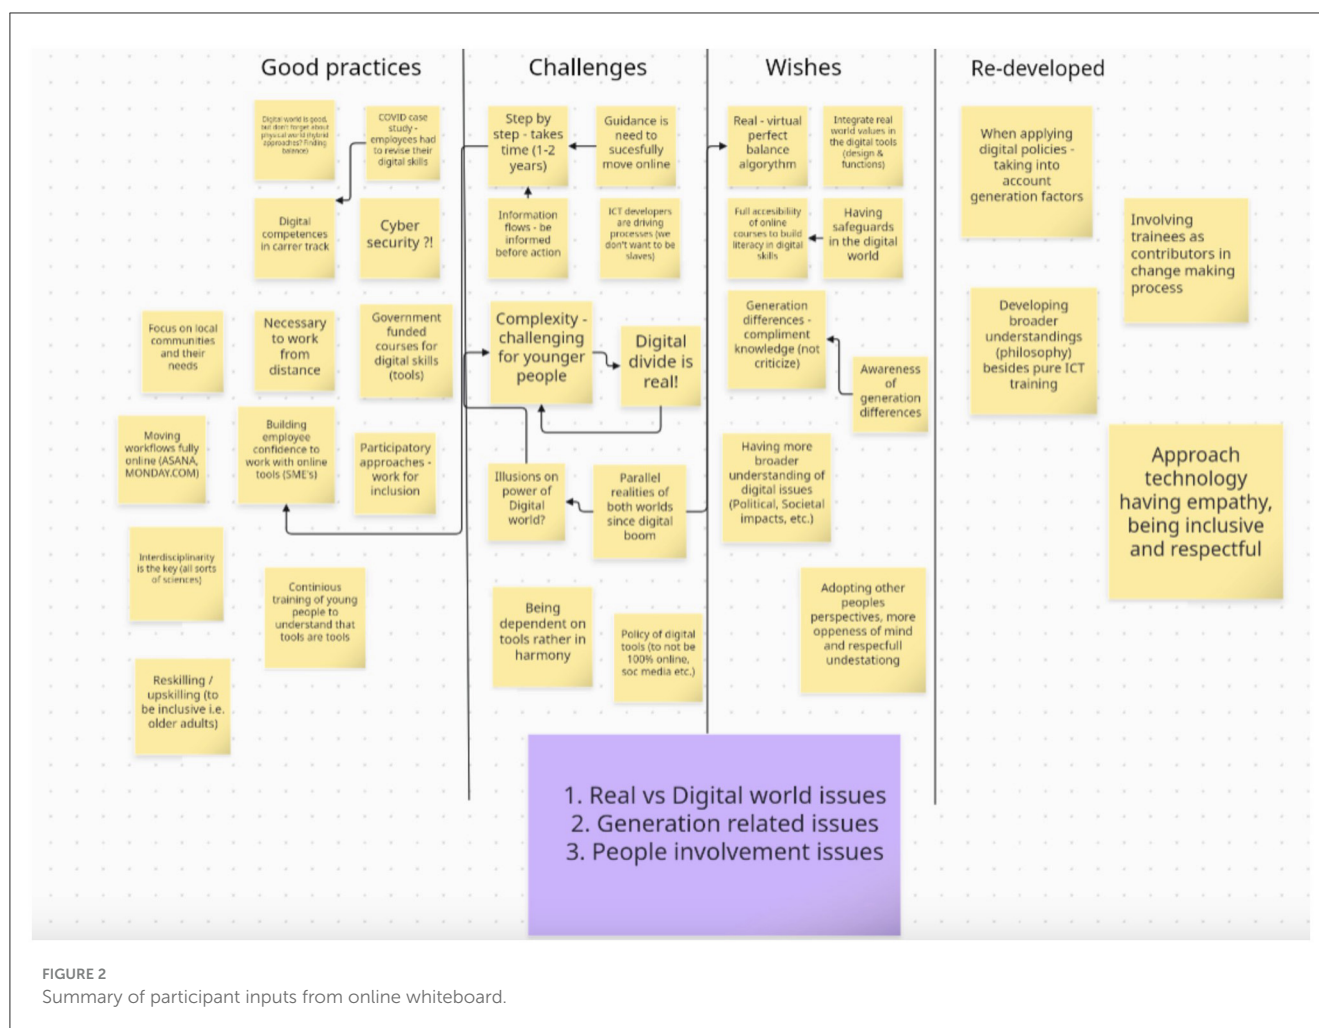 Good practices
Challenges
Wishes
Re-developed
Digital world is good,
but don't forget about
physical world (hybrid
approaches? Finding
balance)
COVID case
study -
employees had
to revise their
digital skills
Digital
competences
in carrer track
Cyber
security ?!
Focus on local
communities
and their
needs
Necessary
to work
from
distance
Government
funded
courses for
digital skills
(tools)
Moving
workflows fully
online (ASANA,
MONDAY.COM)
Building
employee
confidence to
work with online
tools (SME's)
Participatory
approaches -
work for
inclusion
Interdisciplinarity
is the key (all sorts
of sciences)
Continious
training of young
people to
understand that
tools are tools
Reskilling /
upskilling (to
be inclusive i.e.
older adults)
Step by
step - takes
time (1-2
years)
Guidance is
need to
sucesfully
move online
Information
flows - be
informed
before action
ICT developers
are driving
processes (we
don't want to be
slaves)
Complexity -
challenging
for younger
people
Digital
divide is
real!
Illusions on
power of
Digital
world?
Parallel
realities of
both worlds
since digital
boom
Being
dependent on
tools rather in
harmony
Policy of digital
tools (to not be
100% online,
soc media etc.)
Real - virtual
perfect
balance
algorythm
Integrate real
world values in
the digital tools
(design &
functions)
Full accesibility
of online
courses to build
literacy in digital
skills
Having
safeguards
in the digital
world
Generation
differences -
compliment
knowledge (not
criticize)
Awareness
of
generation
differences
Having more
broader
understanding of
digital issues
(Political, Societal
impacts, etc.)
Adopting other
peoples
perspectives, more
oppeness of mind
and respecfull
undestationg
When applying
digital policies -
taking into
account
generation factors
Involving
trainees as
contributors in
change making
process
Developing
broader
understandings
(philosophy)
besides pure ICT
training
Approach
technology
having empathy,
being inclusive
and respectful
1. Real vs Digital world issues
2. Generation related issues
3. People involvement issues
FIGURE 2
Summary of participant inputs from online whiteboard.